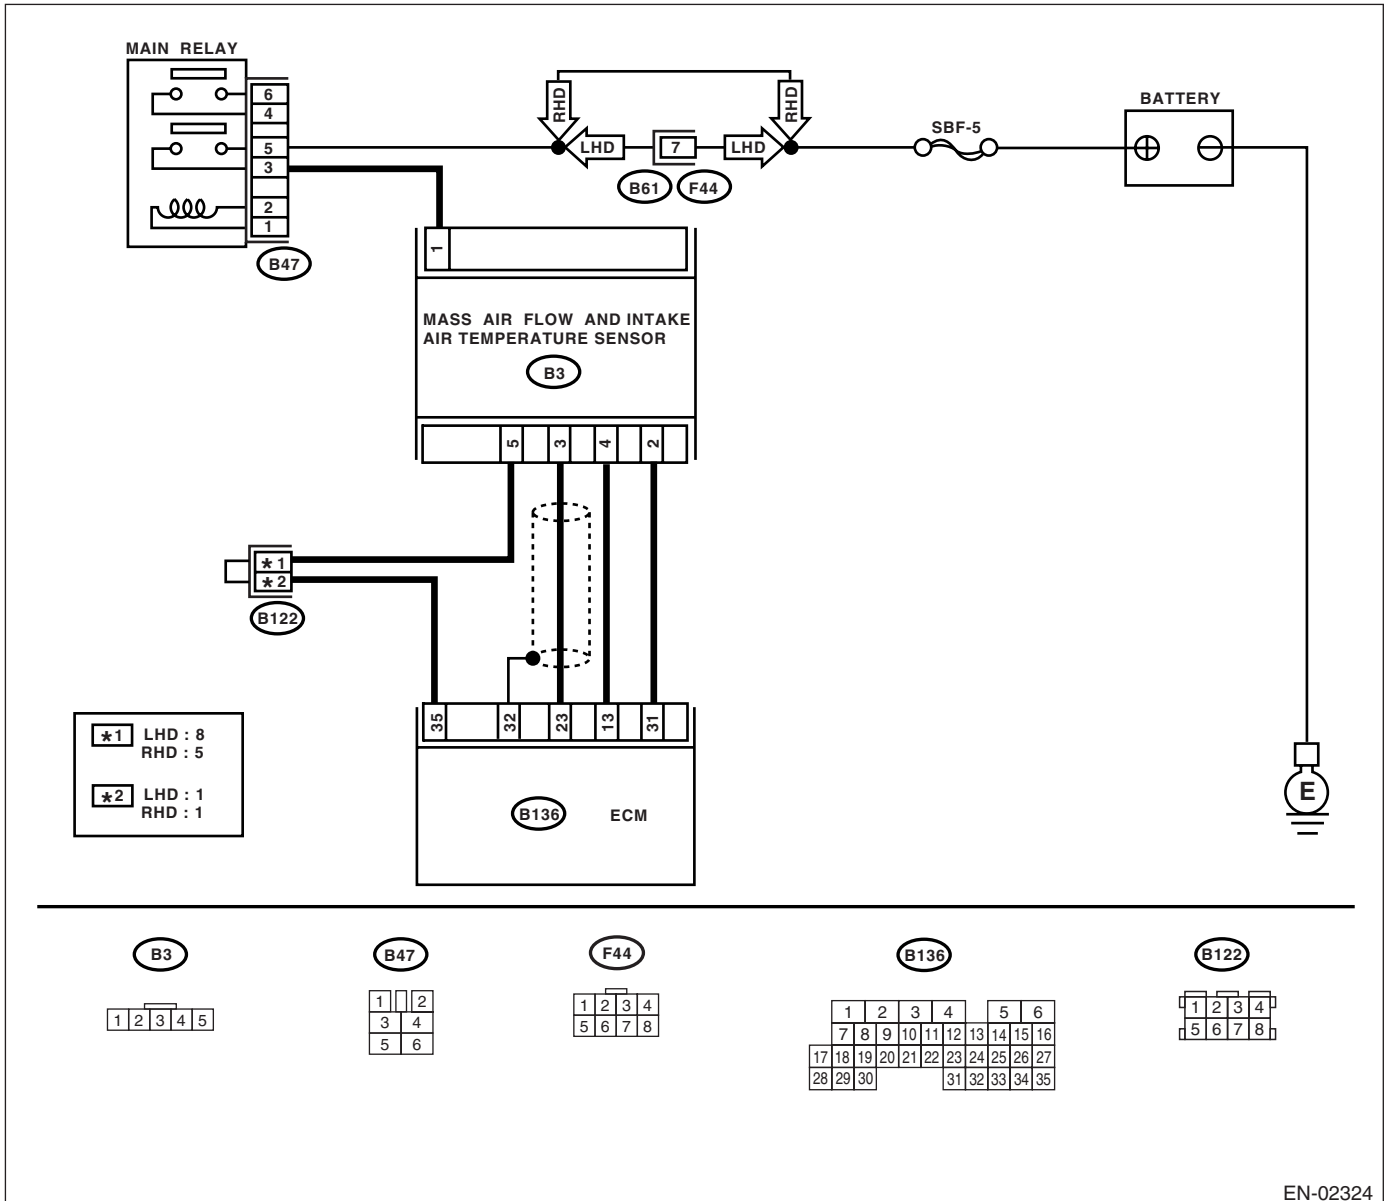 MAIN RELAY
6
4
5
3
2
1
B47
RHD
RHD
LHD
7
LHD
B61
F44
SBF-5
BATTERY
1
MASS AIR FLOW AND INTAKE
AIR TEMPERATURE SENSOR
B3
5 3 4 2
*1
*2
B122
35 32 23 13 31
B136 ECM
E
*1 LHD : 8
RHD : 5
*2 LHD : 1
RHD : 1
B3
1 2 3 4 5
B47
1 2
3 4
5 6
F44
1 2 3 4
5 6 7 8
B136
1 2 3 4 5 6
7 8 9 10 11 12 13 14 15 16
17 18 19 20 21 22 23 24 25 26 27
28 29 30 31 32 33 34 35
B122
1 2 3 4
5 6 7 8
EN-02324